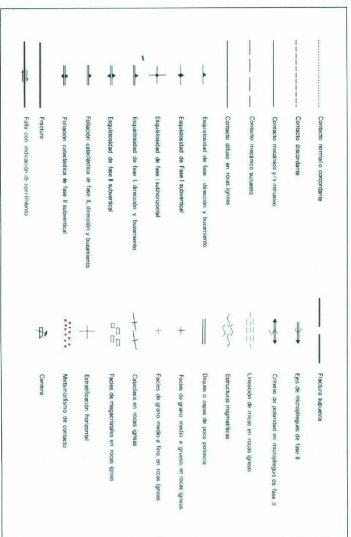 Contacto normal o concordante
Contacto discordante
Contacto mecánico y/o intrusivo
Contacto mecánico supuesto
Contacto difuso en rocas ígneas
Esquistosidad de fase I, dirección y buzamiento
Esquistosidad de fase I subvertical
Esquistosidad de fase I subhorizontal
Esquistosidad de fase II, dirección y buzamiento
Esquistosidad de fase II subvertical
Foliación cataclástica de fase II, dirección y buzamiento
Foliación cataclástica de fase II subvertical
Fractura
Falla con indicación de corrimiento
Fractura supuesta
Ejes de micropliegues de fase II
Criterio de polaridad en micropliegues de fase II
Lineación de micas en rocas ígneas
Estructuras migmatíticas
Diques o capas de poca potencia
Facies de grano medio a grueso, en rocas ígneas
Facies de grano medio a fino, en rocas ígneas
Cataclasis en rocas ígneas
Facies de megacristales en rocas ígneas
Estratificación horizontal
Metamorfismo de contacto
Cantera